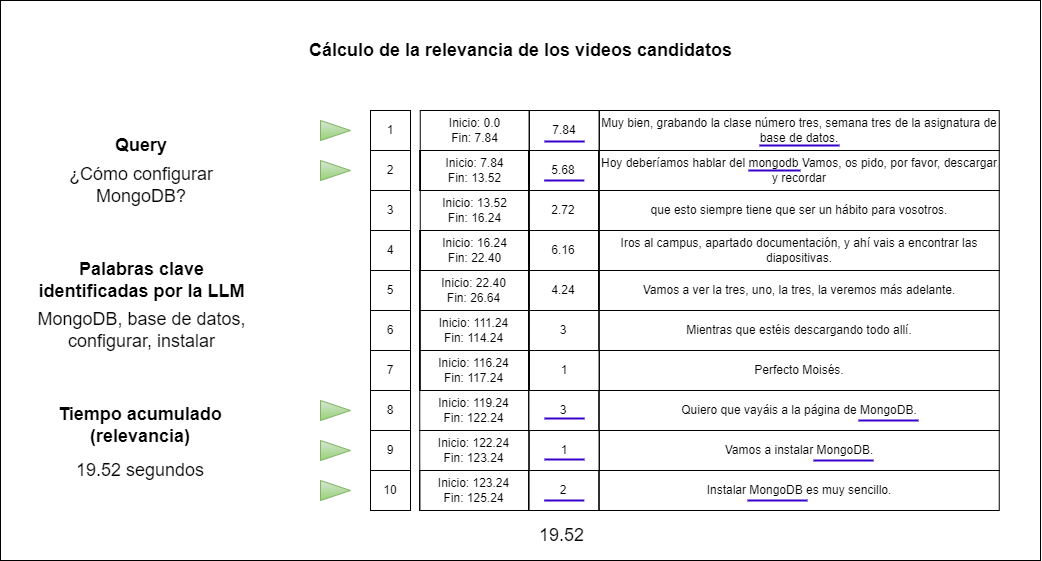 Cálculo de la relevancia de los videos candidatos
Query
¿Cómo configurar
MongoDB?
Palabras clave
identificadas por la LLM
MongoDB, base de datos,
configurar, instalar
Tiempo acumulado
(relevancia)
19.52 segundos
1
Inicio: 0.0
Fin: 7.84
7.84
Muy bien, grabando la clase número tres, semana tres de la asignatura de
base de datos.
2
Inicio: 7.84
Fin: 13.52
5.68
Hoy deberíamos hablar del mongodb Vamos, os pido, por favor, descargar
y recordar
3
Inicio: 13.52
Fin: 16.24
2.72
que esto siempre tiene que ser un hábito para vosotros.
4
Inicio: 16.24
Fin: 22.40
6.16
Iros al campus, apartado documentación, y ahí vais a encontrar las
diapositivas.
5
Inicio: 22.40
Fin: 26.64
4.24
Vamos a ver la tres, uno, la tres, la veremos más adelante.
6
Inicio: 111.24
Fin: 114.24
3
Mientras que estéis descargando todo allí.
7
Inicio: 116.24
Fin: 117.24
1
Perfecto Moisés.
8
Inicio: 119.24
Fin: 122.24
3
Quiero que vayáis a la página de MongoDB.
9
Inicio: 122.24
Fin: 123.24
1
Vamos a instalar MongoDB.
10
Inicio: 123.24
Fin: 125.24
2
Instalar MongoDB es muy sencillo.
19.52